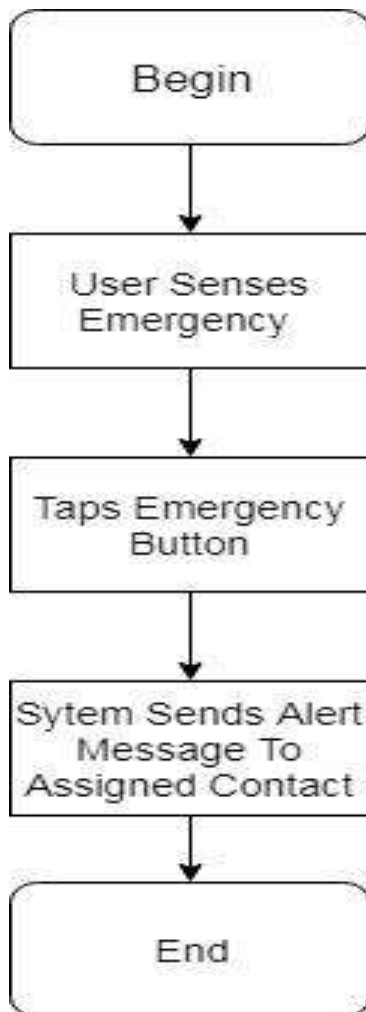 Begin
User Senses
Emergency
Taps Emergency
Button
Sytem Sends Alert
Message To
Assigned Contact
End